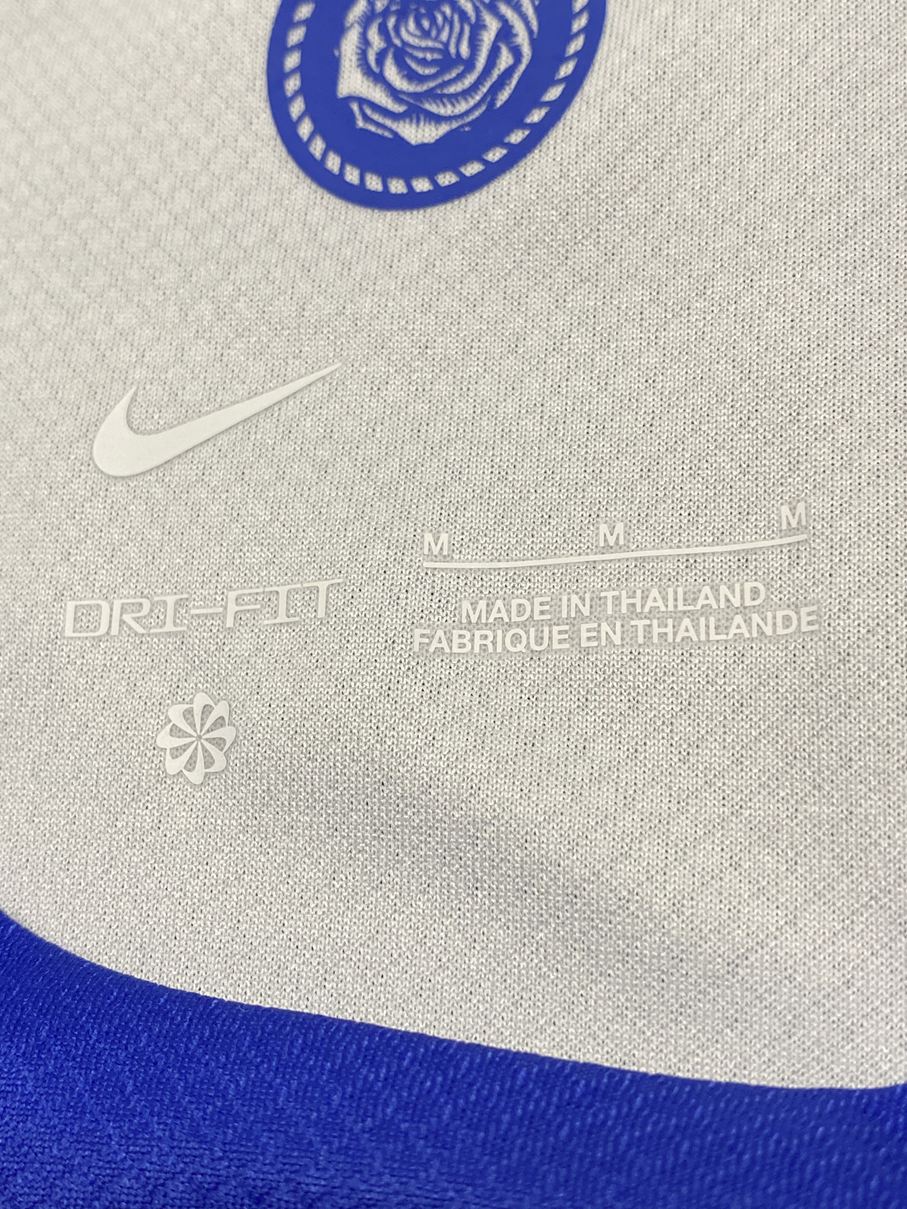 M M M
DRI-FIT
MADE IN THAILAND
FABRIQUE EN THAILANDE